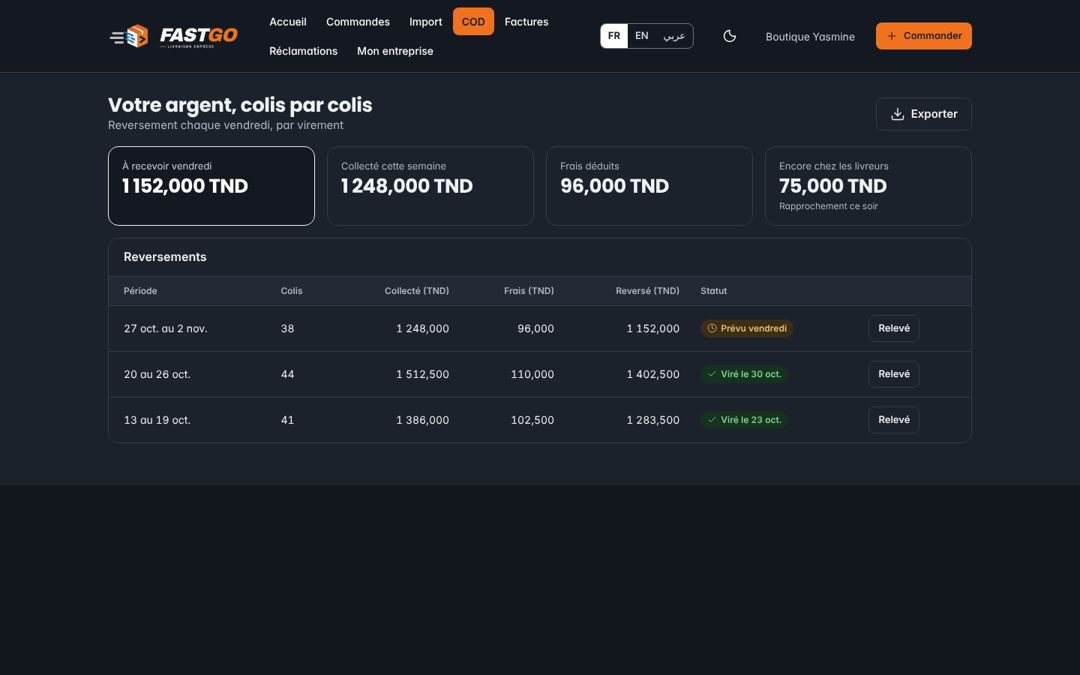 FASTGO
LIVRAISON EXPRESS
Accueil Commandes Import COD Factures
Réclamations Mon entreprise
FR EN عربي
Boutique Yasmine
+ Commander
Votre argent, colis par colis
Reversement chaque vendredi, par virement
Exporter
À recevoir vendredi
1 152,000 TND
Collecté cette semaine
1 248,000 TND
Frais déduits
96,000 TND
Encore chez les livreurs
75,000 TND
Rapprochement ce soir
Reversements
Période Colis Collecté (TND) Frais (TND) Reversé (TND) Statut
27 oct. au 2 nov. 38 1 248,000 96,000 1 152,000 Prévu vendredi Relevé
20 au 26 oct. 44 1 512,500 110,000 1 402,500 Viré le 30 oct. Relevé
13 au 19 oct. 41 1 386,000 102,500 1 283,500 Viré le 23 oct. Relevé